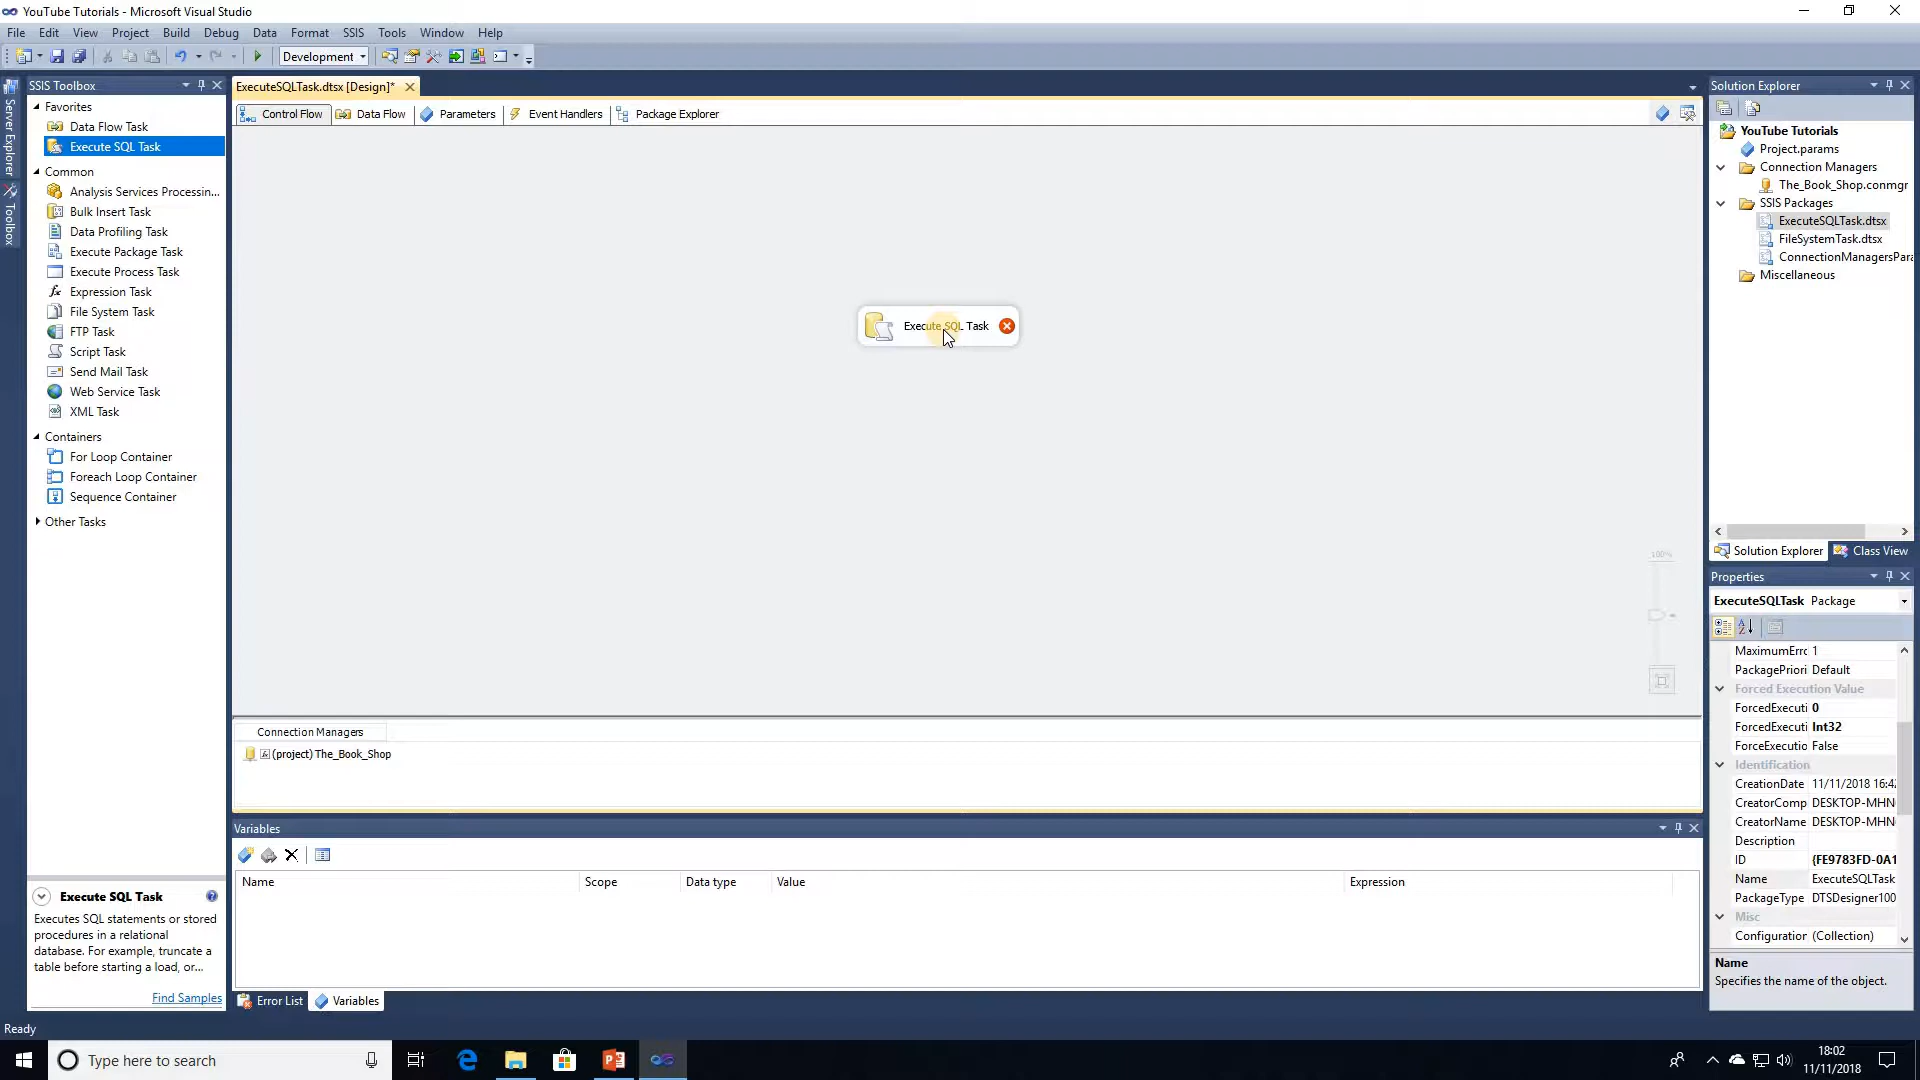 YouTube Tutorials - Microsoft Visual Studio
File Edit View Project Build Debug Data Format SSIS Tools Window Help
Development
Server Explorer
Toolbox
SSIS Toolbox
Favorites
Data Flow Task
Execute SQL Task
Common
Analysis Services Processin...
Bulk Insert Task
Data Profiling Task
Execute Package Task
Execute Process Task
Expression Task
File System Task
FTP Task
Script Task
Send Mail Task
Web Service Task
XML Task
Containers
For Loop Container
Foreach Loop Container
Sequence Container
Other Tasks
Execute SQL Task
Executes SQL statements or stored
procedures in a relational
database. For example, truncate a
table before starting a load, or...
Find Samples
ExecuteSQLTask.dtsx [Design]*
Control Flow Data Flow Parameters Event Handlers Package Explorer
Execute SQL Task
100%
Connection Managers
(project) The_Book_Shop
Variables
Name Scope Data type Value Expression
Error List Variables
Solution Explorer
YouTube Tutorials
Project.params
Connection Managers
The_Book_Shop.conmgr
SSIS Packages
ExecuteSQLTask.dtsx
FileSystemTask.dtsx
ConnectionManagersPara
Miscellaneous
Solution Explorer Class View
Properties
ExecuteSQLTask Package
MaximumErrc 1
PackagePriori Default
Forced Execution Value
ForcedExecuti 0
ForcedExecuti Int32
ForceExecutio False
Identification
CreationDate 11/11/2018 16:42
CreatorComp DESKTOP-MHN
CreatorName DESKTOP-MHN
Description
ID {FE9783FD-0A1
Name ExecuteSQLTask
PackageType DTSDesigner100
Misc
Configuration (Collection)
Name
Specifies the name of the object.
Ready
Type here to search
18:02
11/11/2018